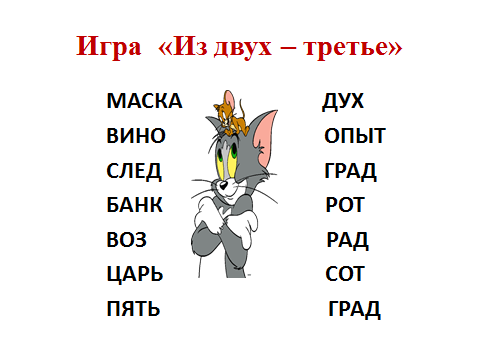 Игра «Из двух – третье»
МАСКА ДУХ
ВИНО ОПЫТ
СЛЕД ГРАД
БАНК РОТ
ВОЗ РАД
ЦАРЬ СОТ
ПЯТЬ ГРАД